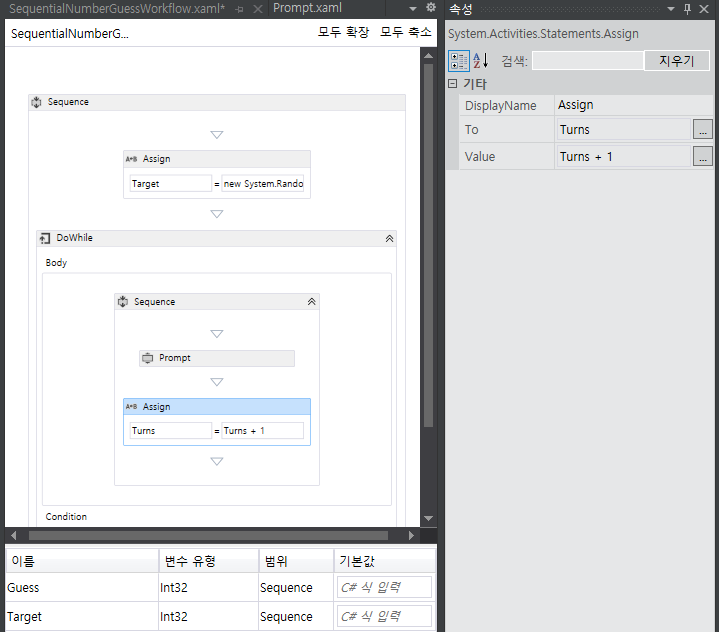 SequentialNumberGuessWorkflow.xaml*
Prompt.xaml
SequentialNumberG...
모두 확장 모두 축소
Sequence
A+B Assign
Target = new System.Rando
DoWhile
Body
Sequence
Prompt
A+B Assign
Turns = Turns + 1
Condition
이름 변수 유형 범위 기본값
Guess Int32 Sequence C# 식 입력
Target Int32 Sequence C# 식 입력
속성
System.Activities.Statements.Assign
검색: 지우기
기타
DisplayName Assign
To Turns ...
Value Turns + 1 ...